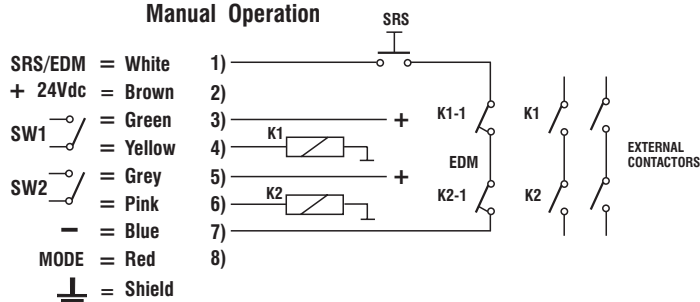 Manual Operation
SRS
SRS/EDM = White 1)
+ 24Vdc = Brown 2)
SW1 = Green 3) +
= Yellow 4) K1
SW2 = Grey 5) +
= Pink 6) K2
– = Blue 7)
MODE = Red 8)
= Shield
K1-1
EDM
K2-1
K1
K2
EXTERNAL
CONTACTORS